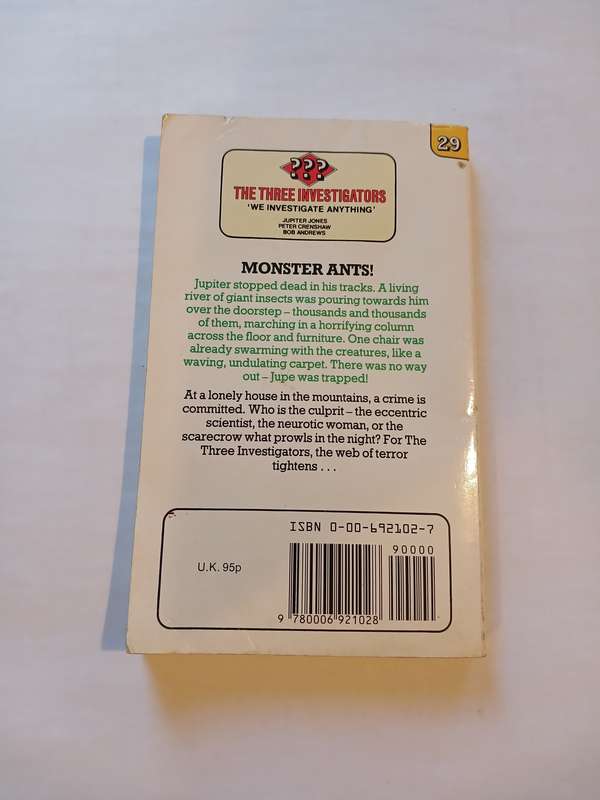 29
???
THE THREE INVESTIGATORS
'WE INVESTIGATE ANYTHING'
JUPITER JONES
PETER CRENSHAW
BOB ANDREWS
MONSTER ANTS!
Jupiter stopped dead in his tracks. A living
river of giant insects was pouring towards him
over the doorstep – thousands and thousands
of them, marching in a horrifying column
across the floor and furniture. One chair was
already swarming with the creatures, like a
waving, undulating carpet. There was no way
out – Jupe was trapped!
At a lonely house in the mountains, a crime is
committed. Who is the culprit – the eccentric
scientist, the neurotic woman, or the
scarecrow what prowls in the night? For The
Three Investigators, the web of terror
tightens . . .
ISBN 0-00-692102-7
90000
U.K. 95p
9 780006 921028